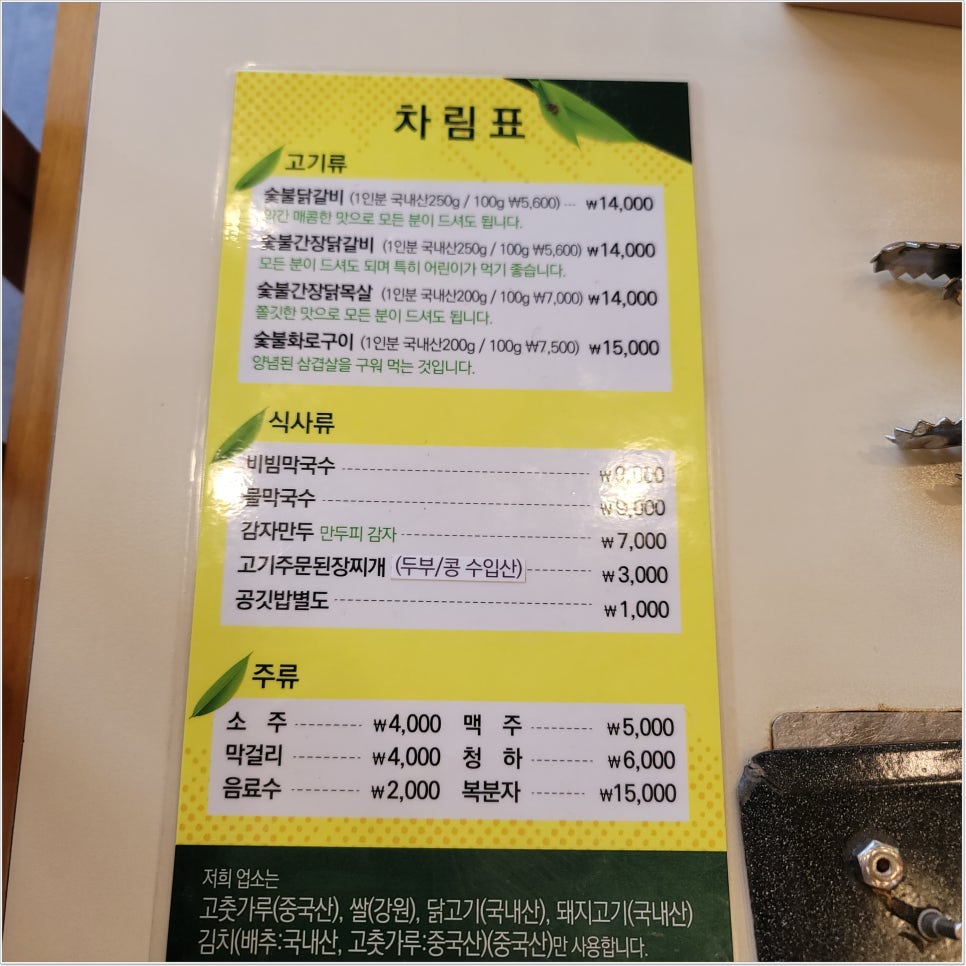 차림표
고기류
숯불닭갈비 (1인분 국내산250g / 100g ₩5,600) ··· ₩14,000
약간 매콤한 맛으로 모든 분이 드셔도 됩니다.
숯불간장닭갈비 (1인분 국내산250g / 100g ₩5,600) ₩14,000
모든 분이 드셔도 되며 특히 어린이가 먹기 좋습니다.
숯불간장닭목살 (1인분 국내산200g / 100g ₩7,000) ₩14,000
쫄깃한 맛으로 모든 분이 드셔도 됩니다.
숯불화로구이 (1인분 국내산200g / 100g ₩7,500) ₩15,000
양념된 삼겹살을 구워 먹는 것입니다.
식사류
비빔막국수
물막국수 ₩9,000
감자만두 만두피 감자 ₩7,000
고기주문된장찌개 (두부/콩 수입산) ₩3,000
공깃밥별도 ₩1,000
주류
소 주 ₩4,000 맥 주 ₩5,000
막걸리 ₩4,000 청 하 ₩6,000
음료수 ₩2,000 복분자 ₩15,000
저희 업소는
고춧가루(중국산), 쌀(강원), 닭고기(국내산), 돼지고기(국내산)
김치(배추:국내산, 고춧가루:중국산)(중국산)만 사용합니다.